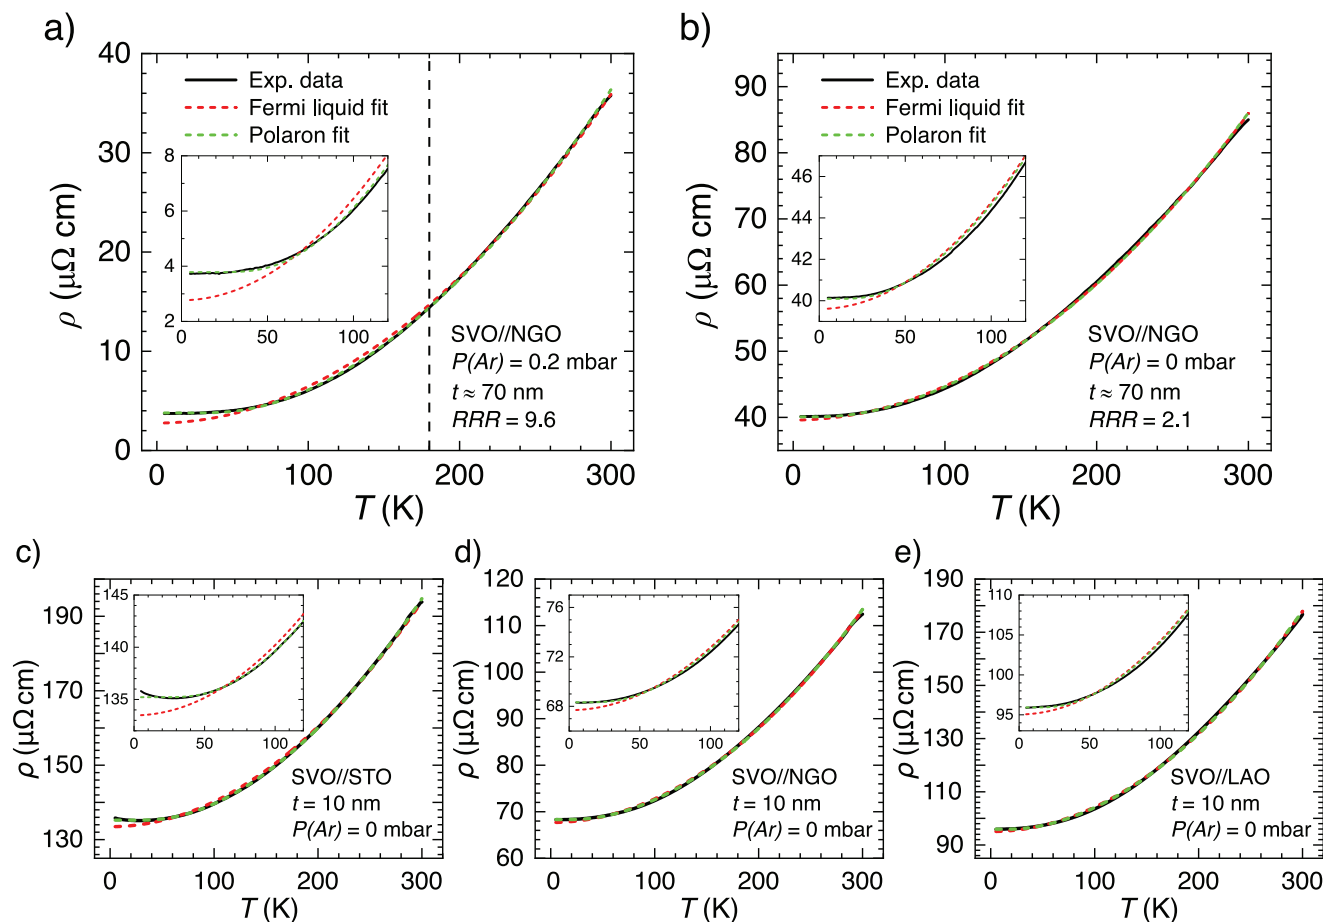 a)
40
30
20
10
0
ρ (μΩ cm)
Exp. data
Fermi liquid fit
Polaron fit
8
6
4
2
0 50 100
SVO//NGO
P(Ar) = 0.2 mbar
t ≈ 70 nm
RRR = 9.6
0 100 200 300
T (K)
b)
90
80
70
60
50
40
ρ (μΩ cm)
Exp. data
Fermi liquid fit
Polaron fit
46
44
42
40
0 50 100
SVO//NGO
P(Ar) = 0 mbar
t ≈ 70 nm
RRR = 2.1
0 100 200 300
T (K)
c)
190
170
150
130
ρ (μΩ cm)
145
140
135
0 50 100
SVO//STO
t = 10 nm
P(Ar) = 0 mbar
0 100 200 300
T (K)
d)
120
110
100
90
80
70
60
ρ (μΩ cm)
76
72
68
0 50 100
SVO//NGO
t = 10 nm
P(Ar) = 0 mbar
0 100 200 300
T (K)
e)
190
170
150
130
110
90
ρ (μΩ cm)
110
105
100
95
0 50 100
SVO//LAO
t = 10 nm
P(Ar) = 0 mbar
0 100 200 300
T (K)